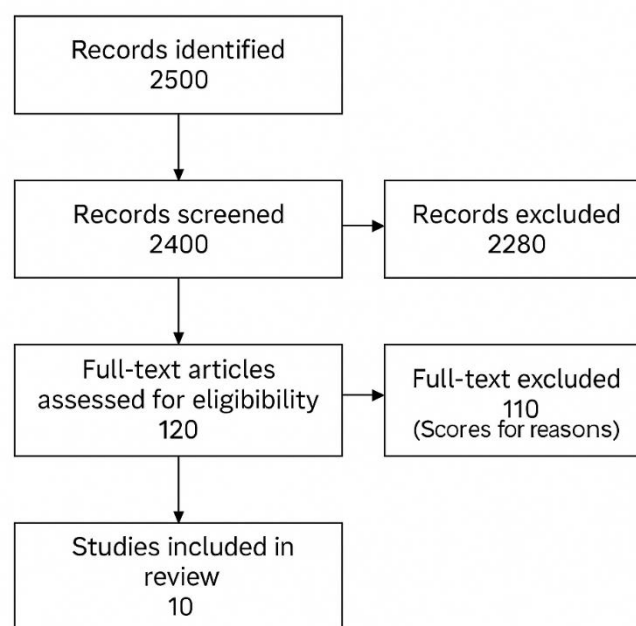 Records identified
2500
Records screened
2400
Records excluded
2280
Full-text articles
assessed for eligibibility
120
Full-text excluded
110
(Scores for reasons)
Studies included in
review
10